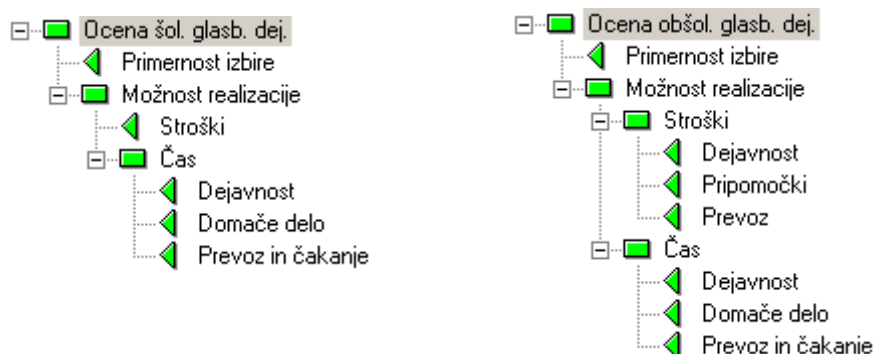 Ocena šol. glasb. dej.
Primernost izbire
Možnost realizacije
Stroški
Čas
Dejavnost
Domače delo
Prevoz in čakanje
Ocena obšol. glasb. dej.
Primernost izbire
Možnost realizacije
Stroški
Dejavnost
Pripomočki
Prevoz
Čas
Dejavnost
Domače delo
Prevoz in čakanje